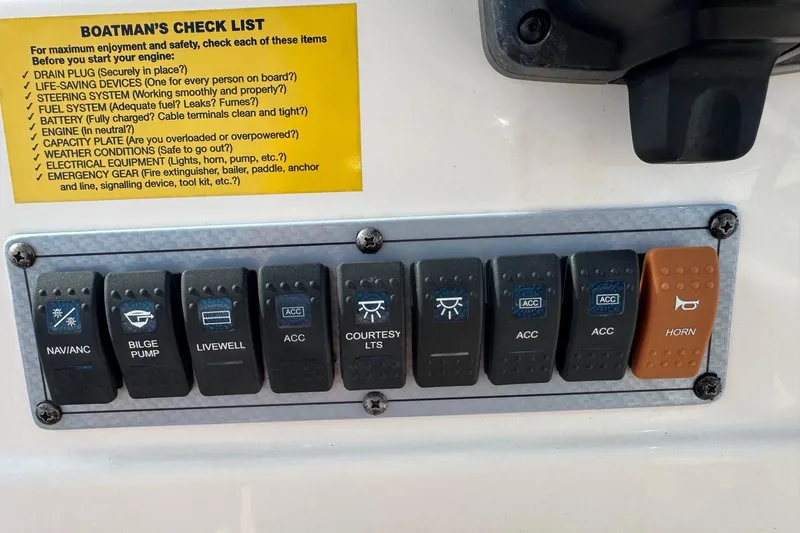 BOATMAN'S CHECK LIST
For maximum enjoyment and safety, check each of these items
Before you start your engine:
✓ DRAIN PLUG (Securely in place?)
✓ LIFE-SAVING DEVICES (One for every person on board?)
✓ STEERING SYSTEM (Working smoothly and properly?)
✓ FUEL SYSTEM (Adequate fuel? Leaks? Fumes?)
✓ BATTERY (Fully charged? Cable terminals clean and tight?)
✓ ENGINE (In neutral?)
✓ CAPACITY PLATE (Are you overloaded or overpowered?)
✓ WEATHER CONDITIONS (Safe to go out?)
✓ ELECTRICAL EQUIPMENT (Lights, horn, pump, etc.?)
✓ EMERGENCY GEAR (Fire extinguisher, bailer, paddle, anchor
and line, signalling device, tool kit, etc.?)
NAV/ANC
BILGE
PUMP
LIVEWELL
ACC
ACC
COURTESY
LTS
ACC
ACC
ACC
ACC
HORN